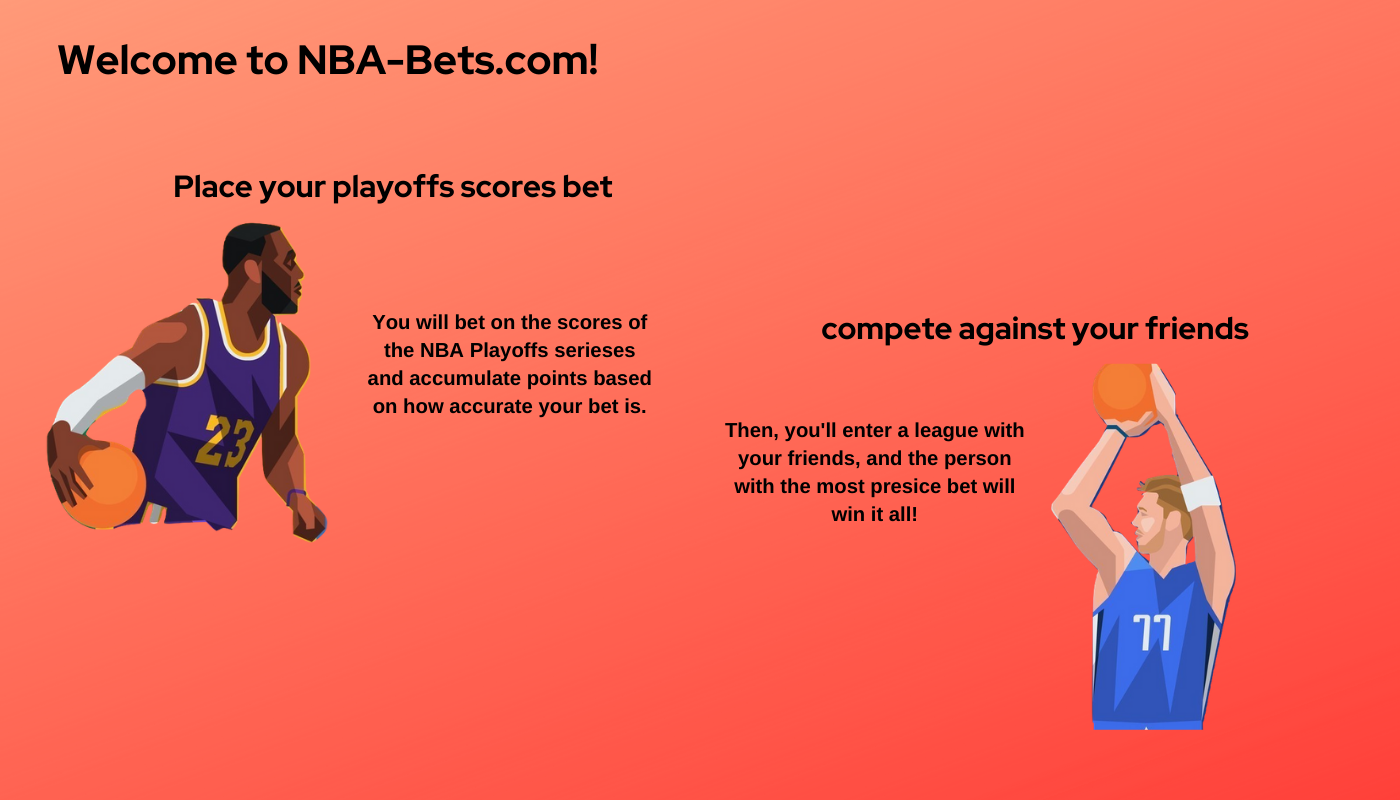 Welcome to NBA-Bets.com!
Place your playoffs scores bet
You will bet on the scores of
the NBA Playoffs serieses
and accumulate points based
on how accurate your bet is.
23
compete against your friends
Then, you'll enter a league with
your friends, and the person
with the most presice bet will
win it all!
77